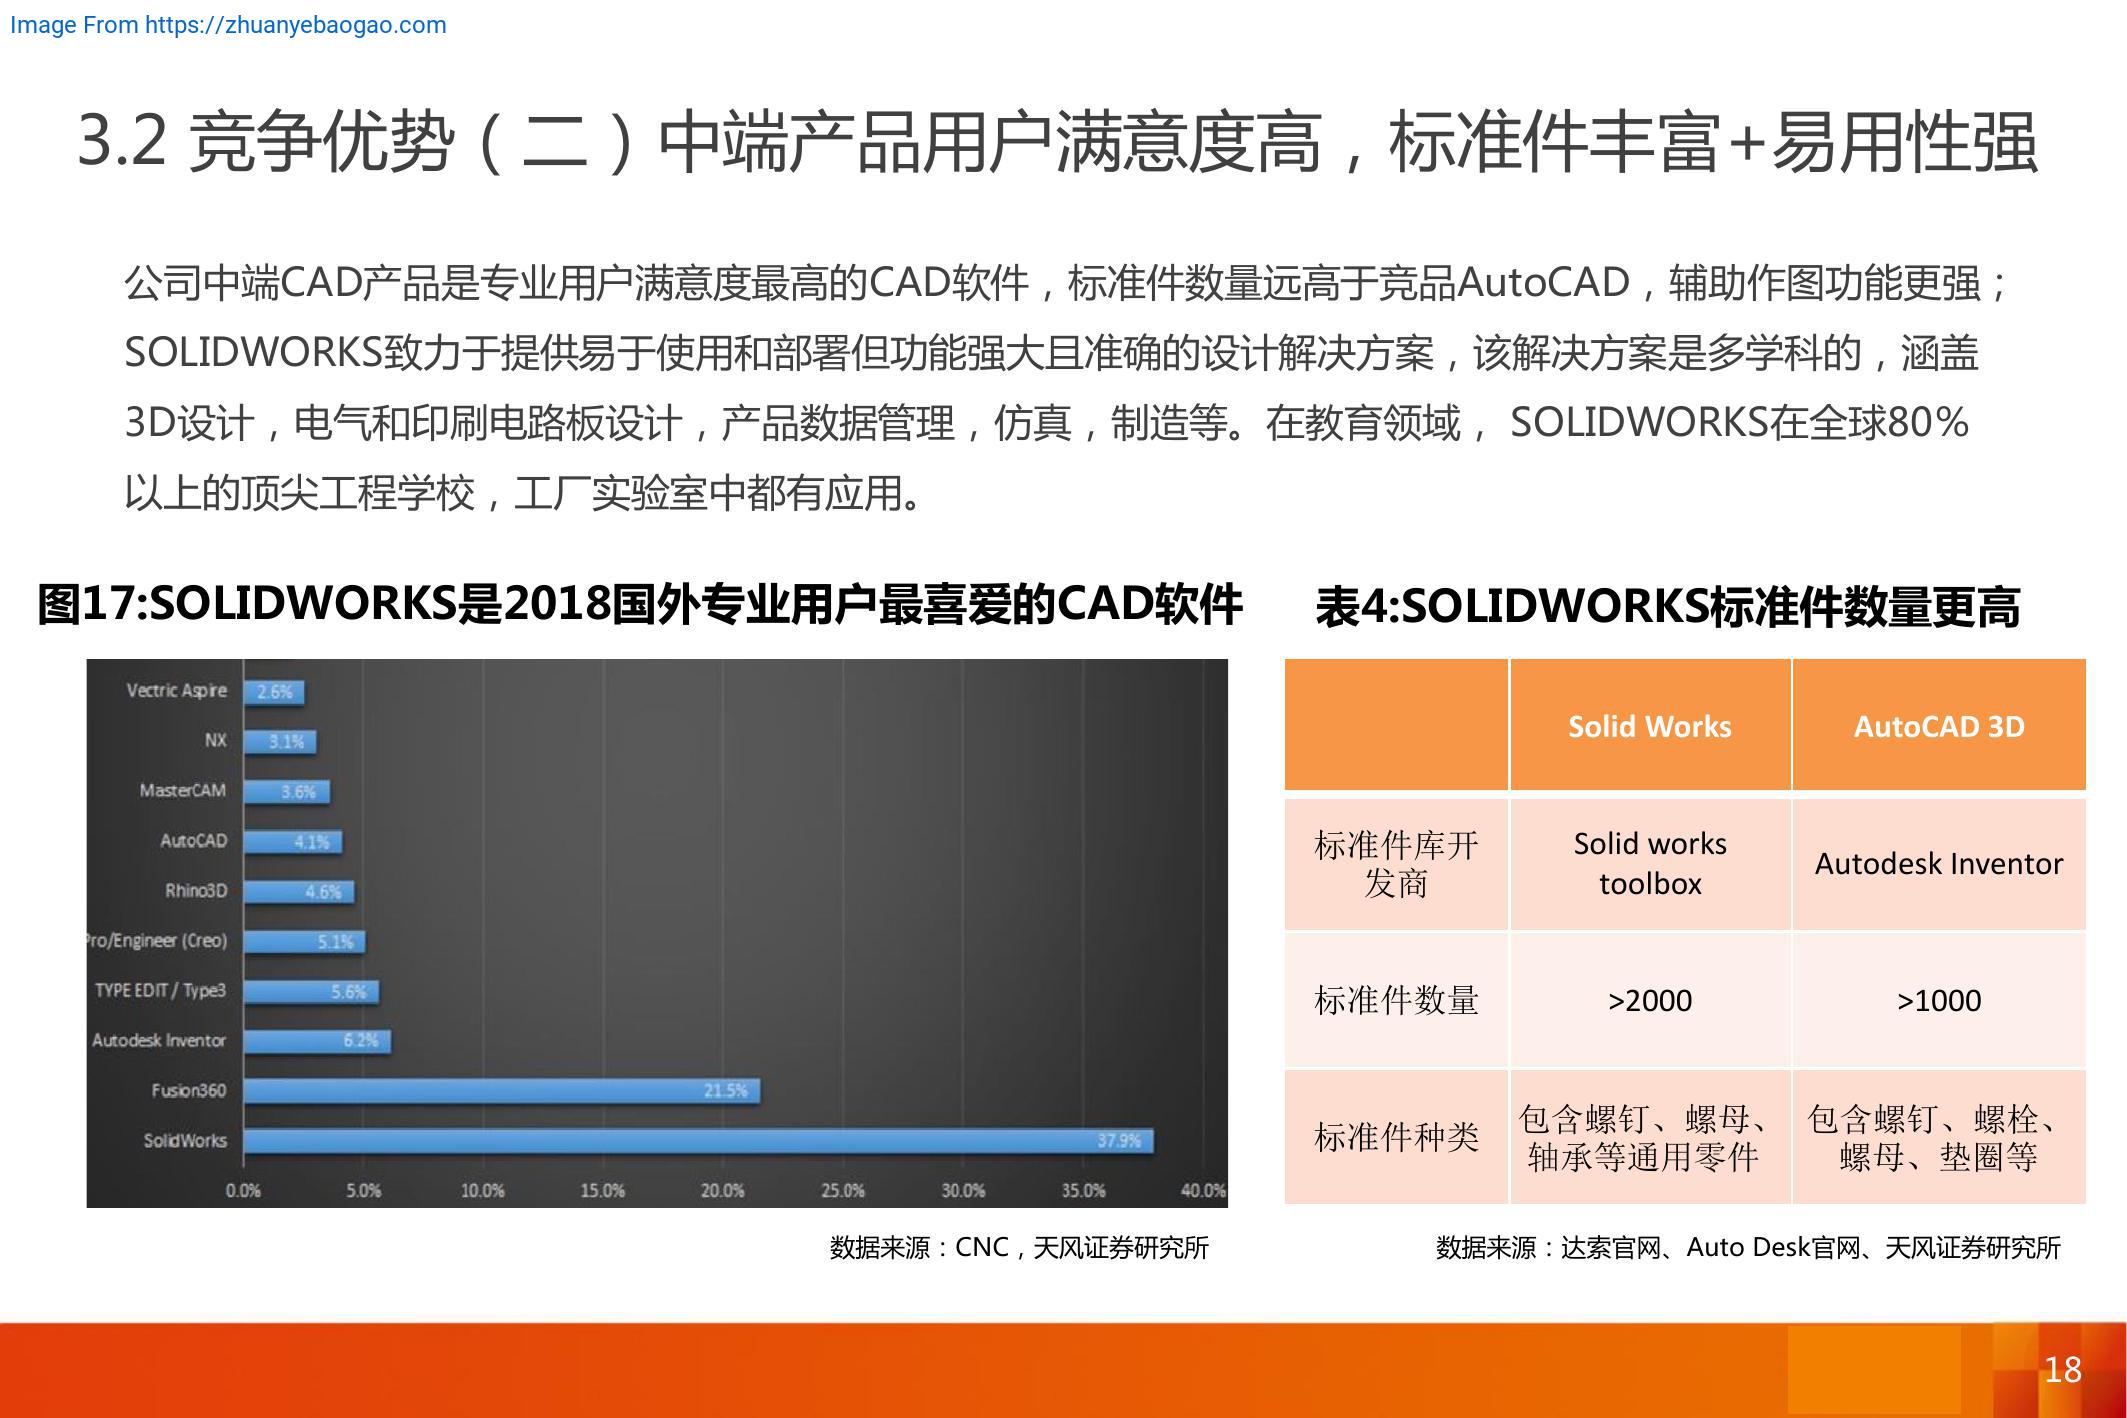 Image From https://zhuanyebaogao.com
3.2 竞争优势（二）中端产品用户满意度高，标准件丰富+易用性强
公司中端CAD产品是专业用户满意度最高的CAD软件，标准件数量远高于竞品AutoCAD，辅助作图功能更强；
SOLIDWORKS致力于提供易于使用和部署但功能强大且准确的设计解决方案，该解决方案是多学科的，涵盖
3D设计，电气和印刷电路板设计，产品数据管理，仿真，制造等。在教育领域， SOLIDWORKS在全球80%
以上的顶尖工程学校，工厂实验室中都有应用。
图17:SOLIDWORKS是2018国外专业用户最喜爱的CAD软件
Vectric Aspire 2.6%
NX 3.1%
MasterCAM 3.6%
AutoCAD 4.1%
Rhino3D 4.6%
Pro/Engineer (Creo) 5.1%
TYPE EDIT / Type3 5.6%
Autodesk Inventor 6.2%
Fusion360 21.5%
SolidWorks 37.9%
0.0% 5.0% 10.0% 15.0% 20.0% 25.0% 30.0% 35.0% 40.0%
数据来源：CNC，天风证券研究所
表4:SOLIDWORKS标准件数量更高
Solid Works AutoCAD 3D
标准件库开
发商
Solid works
toolbox
Autodesk Inventor
标准件数量 >2000 >1000
标准件种类
包含螺钉、螺母、
轴承等通用零件
包含螺钉、螺栓、
螺母、垫圈等
数据来源：达索官网、Auto Desk官网、天风证券研究所
18